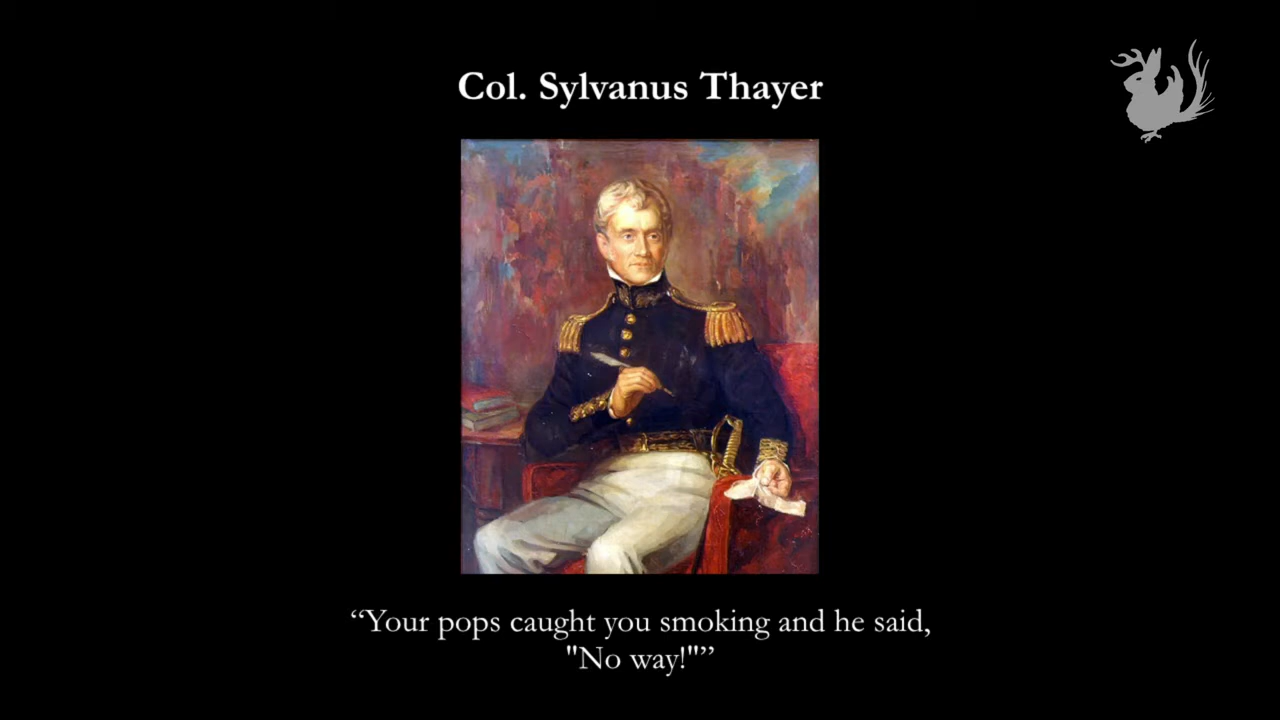 Col. Sylvanus Thayer
“Your pops caught you smoking and he said,
"No way!"”